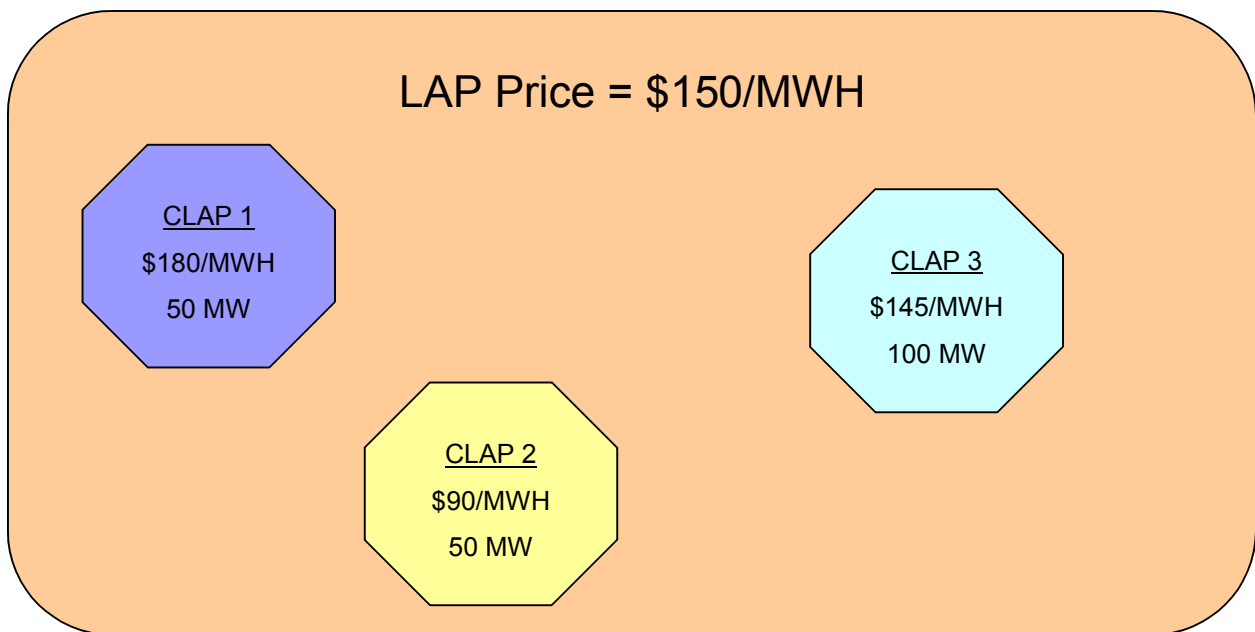 LAP Price = $150/MWH
CLAP 1
$180/MWH
50 MW
CLAP 3
$145/MWH
100 MW
CLAP 2
$90/MWH
50 MW